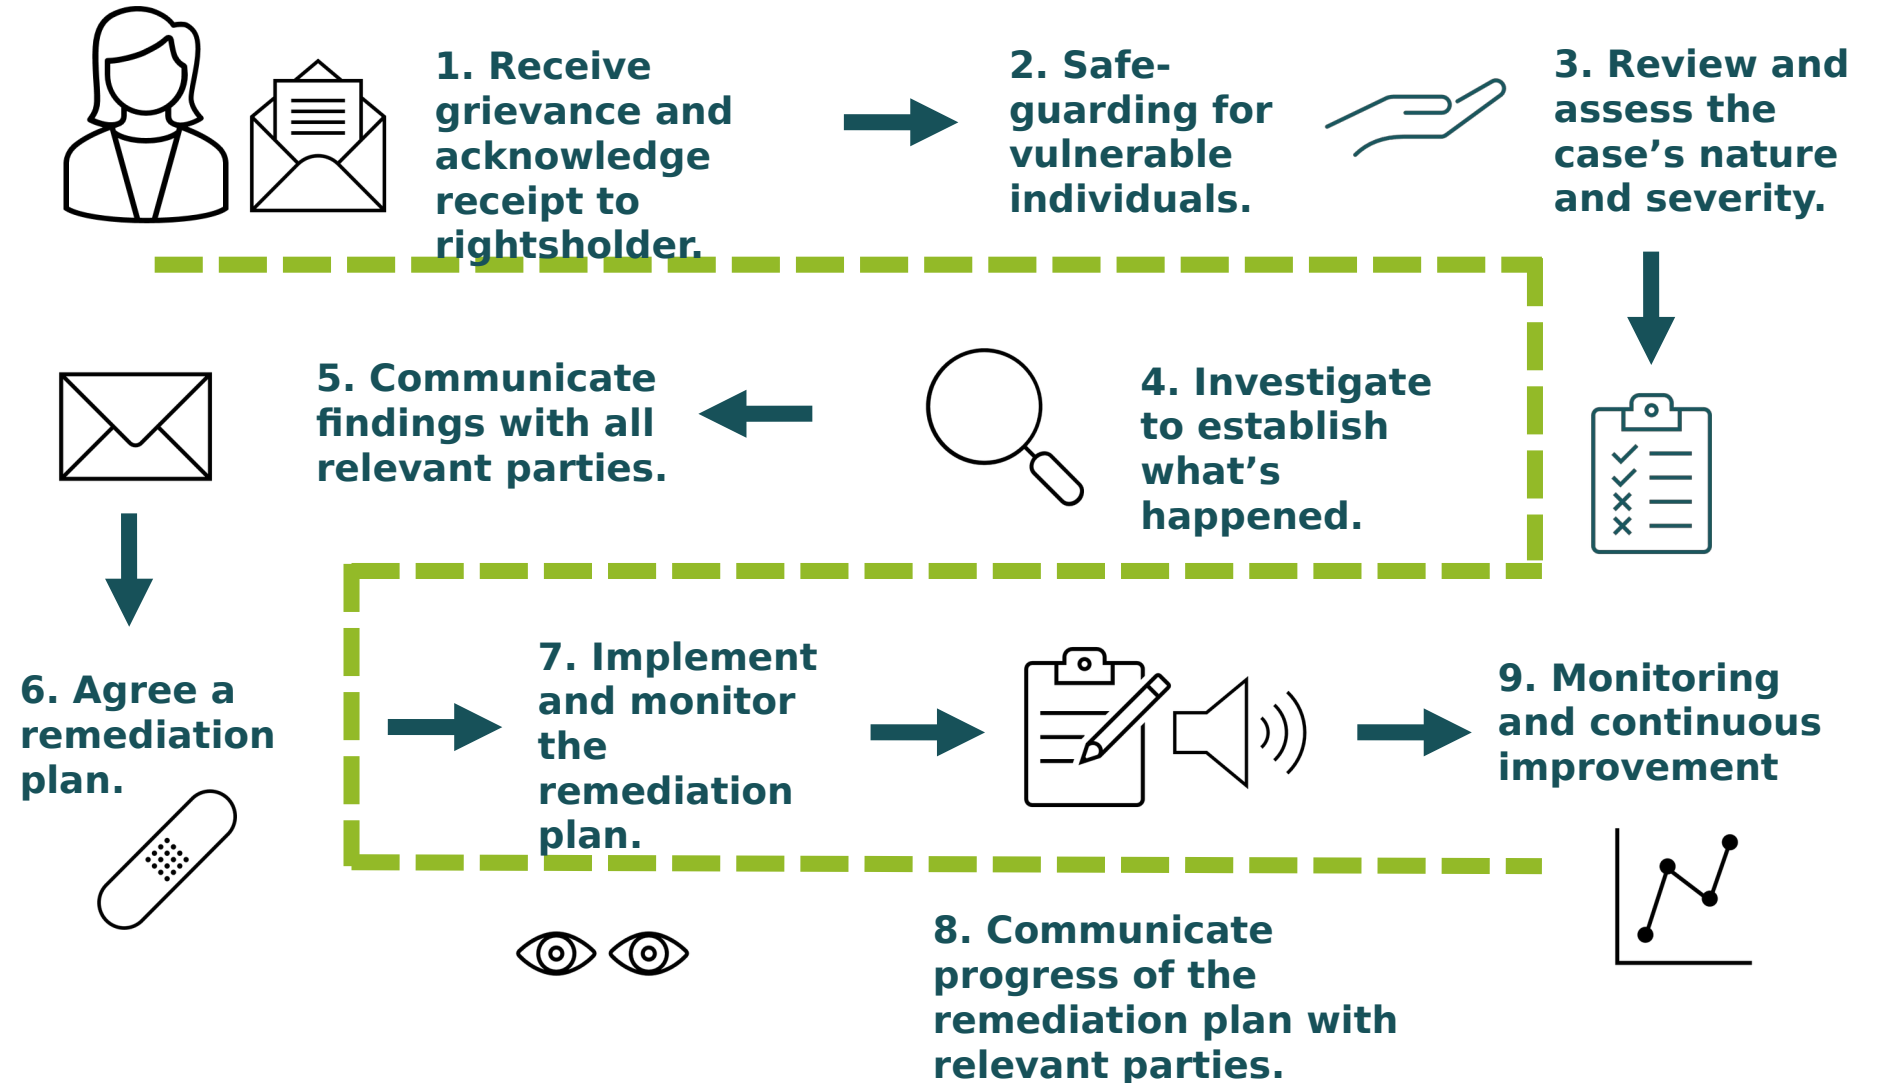 1. Receive
grievance and
acknowledge
receipt to
rightsholder.
2. Safe-
guarding for
vulnerable
individuals.
3. Review and
assess the
case’s nature
and severity.
4. Investigate
to establish
what’s
happened.
5. Communicate
findings with all
relevant parties.
6. Agree a
remediation
plan.
7. Implement
and monitor
the
remediation
plan.
8. Communicate
progress of the
remediation plan with
relevant parties.
9. Monitoring
and continuous
improvement